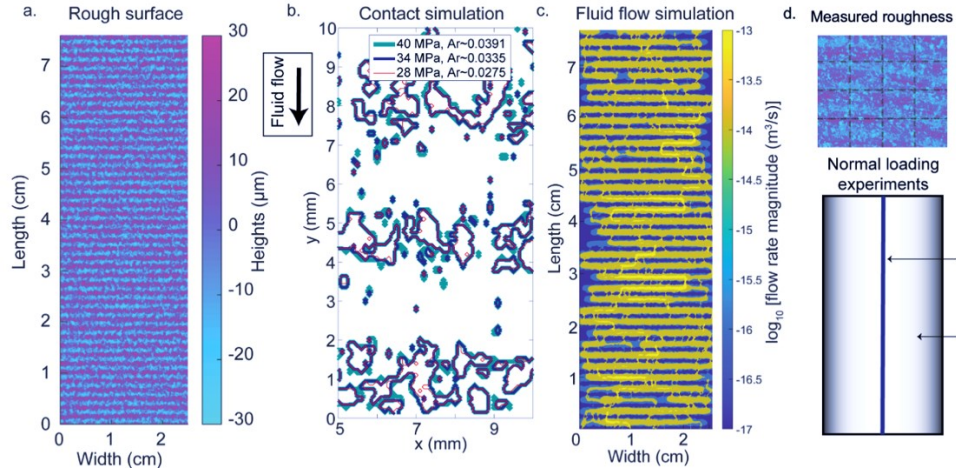 a.
Rough surface
Length (cm)
7
6
5
4
3
2
1
0
0
1
2
Width (cm)
30
20
10
0
-10
-20
-30
Heights (µm)
b.
Contact simulation
Fluid flow
40 MPa, Ar~0.0391
34 MPa, Ar~0.0335
28 MPa, Ar~0.0275
y (mm)
10
9
8
7
6
5
4
3
2
1
0
5
6
7
8
9
x (mm)
c.
Fluid flow simulation
Length (cm)
7
6
5
4
3
2
1
0
1
2
Width (cm)
-13
-13.5
-14
-14.5
-15
-15.5
-16
-16.5
-17
log10 [flow rate magnitude (m³/s)]
d.
Measured roughness
Normal loading
experiments